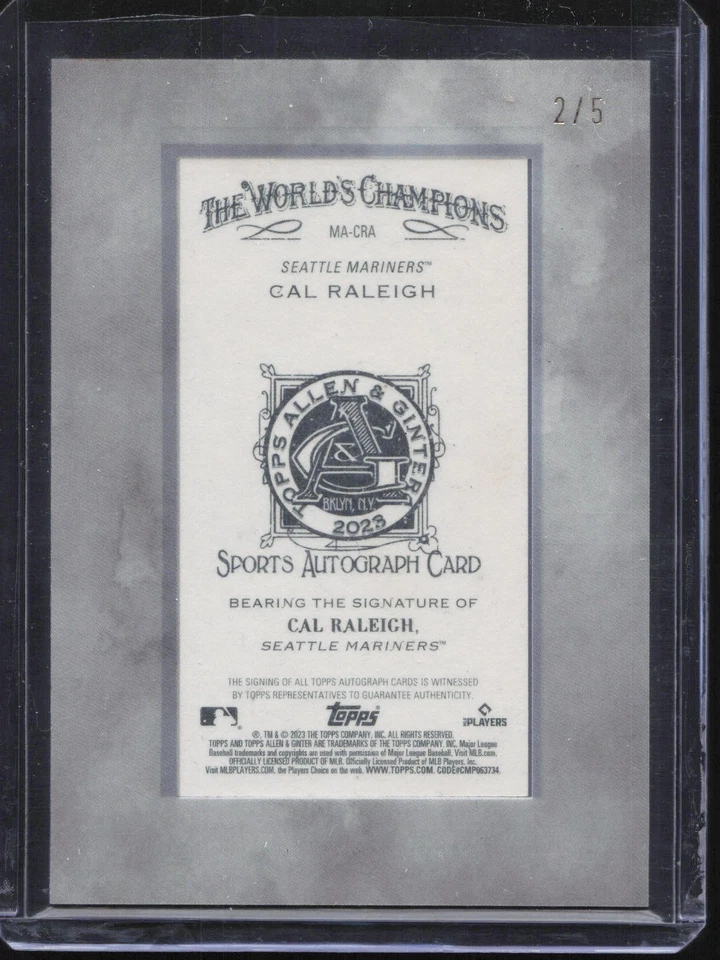 2/5
THE WORLD'S CHAMPIONS
MA-CRA
SEATTLE MARINERS™
CAL RALEIGH
TOPPS ALLEN & GINTER
A&G
BKLYN, N.Y.
2023
SPORTS AUTOGRAPH CARD
BEARING THE SIGNATURE OF
CAL RALEIGH,
SEATTLE MARINERS™
THE SIGNING OF ALL TOPPS AUTOGRAPH CARDS IS WITNESSED
BY TOPPS REPRESENTATIVES TO GUARANTEE AUTHENTICITY.
topps®
PLAYERS
®, TM & © 2023 THE TOPPS COMPANY, INC. ALL RIGHTS RESERVED.
TOPPS AND TOPPS ALLEN & GINTER ARE TRADEMARKS OF THE TOPPS COMPANY, INC. Major League
Baseball trademarks and copyrights are used with permission of Major League Baseball. Visit MLB.com.
OFFICIALLY LICENSED PRODUCT OF MLB. Officially Licensed Product of MLB Players, Inc.
Visit MLBPLAYERS.COM, the Players Choice on the web. WWW.TOPPS.COM. CODE#CMP063734.